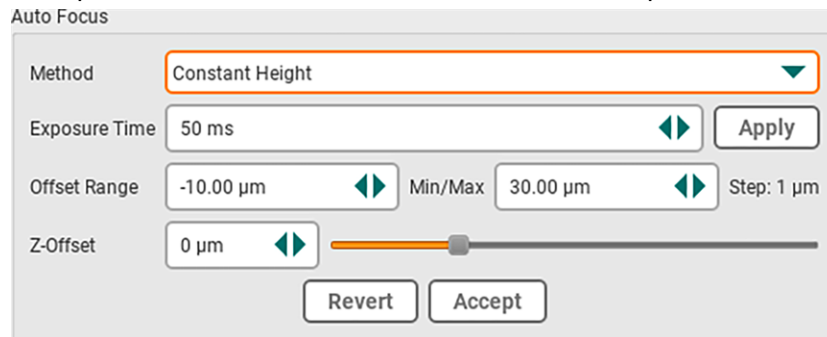 Auto Focus
Method Constant Height
Exposure Time 50 ms Apply
Offset Range -10.00 µm Min/Max 30.00 µm Step: 1 µm
Z-Offset 0 µm
Revert Accept